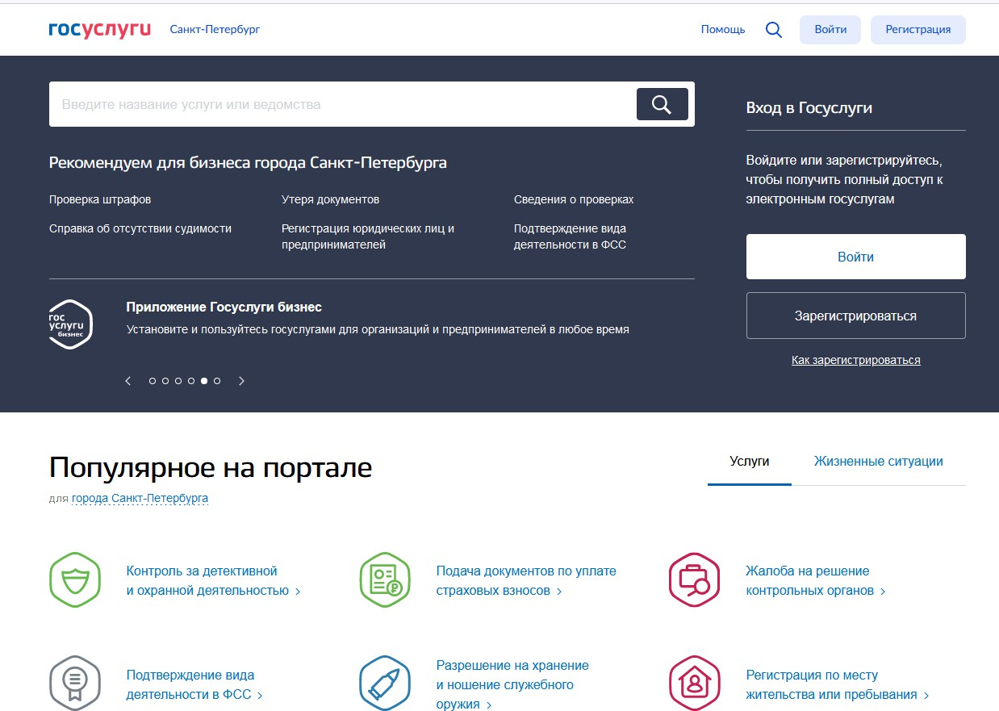 госуслуги Санкт-Петербург Помощь Войти Регистрация
Введите название услуги или ведомства
Рекомендуем для бизнеса города Санкт-Петербурга
Проверка штрафов
Утеря документов
Сведения о проверках
Справка об отсутствии судимости
Регистрация юридических лиц и
предпринимателей
Подтверждение вида
деятельности в ФСС
гос
услуги
бизнес
Приложение Госуслуги бизнес
Установите и пользуйтесь госуслугами для организаций и предпринимателей в любое время
Вход в Госуслуги
Войдите или зарегистрируйтесь,
чтобы получить полный доступ к
электронным госуслугам
Войти
Зарегистрироваться
Как зарегистрироваться
Популярное на портале
для города Санкт-Петербурга
Услуги
Жизненные ситуации
Контроль за детективной
и охранной деятельностью
Подача документов по уплате
страховых взносов
Жалоба на решение
контрольных органов
Подтверждение вида
деятельности в ФСС
Разрешение на хранение
и ношение служебного
оружия
Регистрация по месту
жительства или пребывания